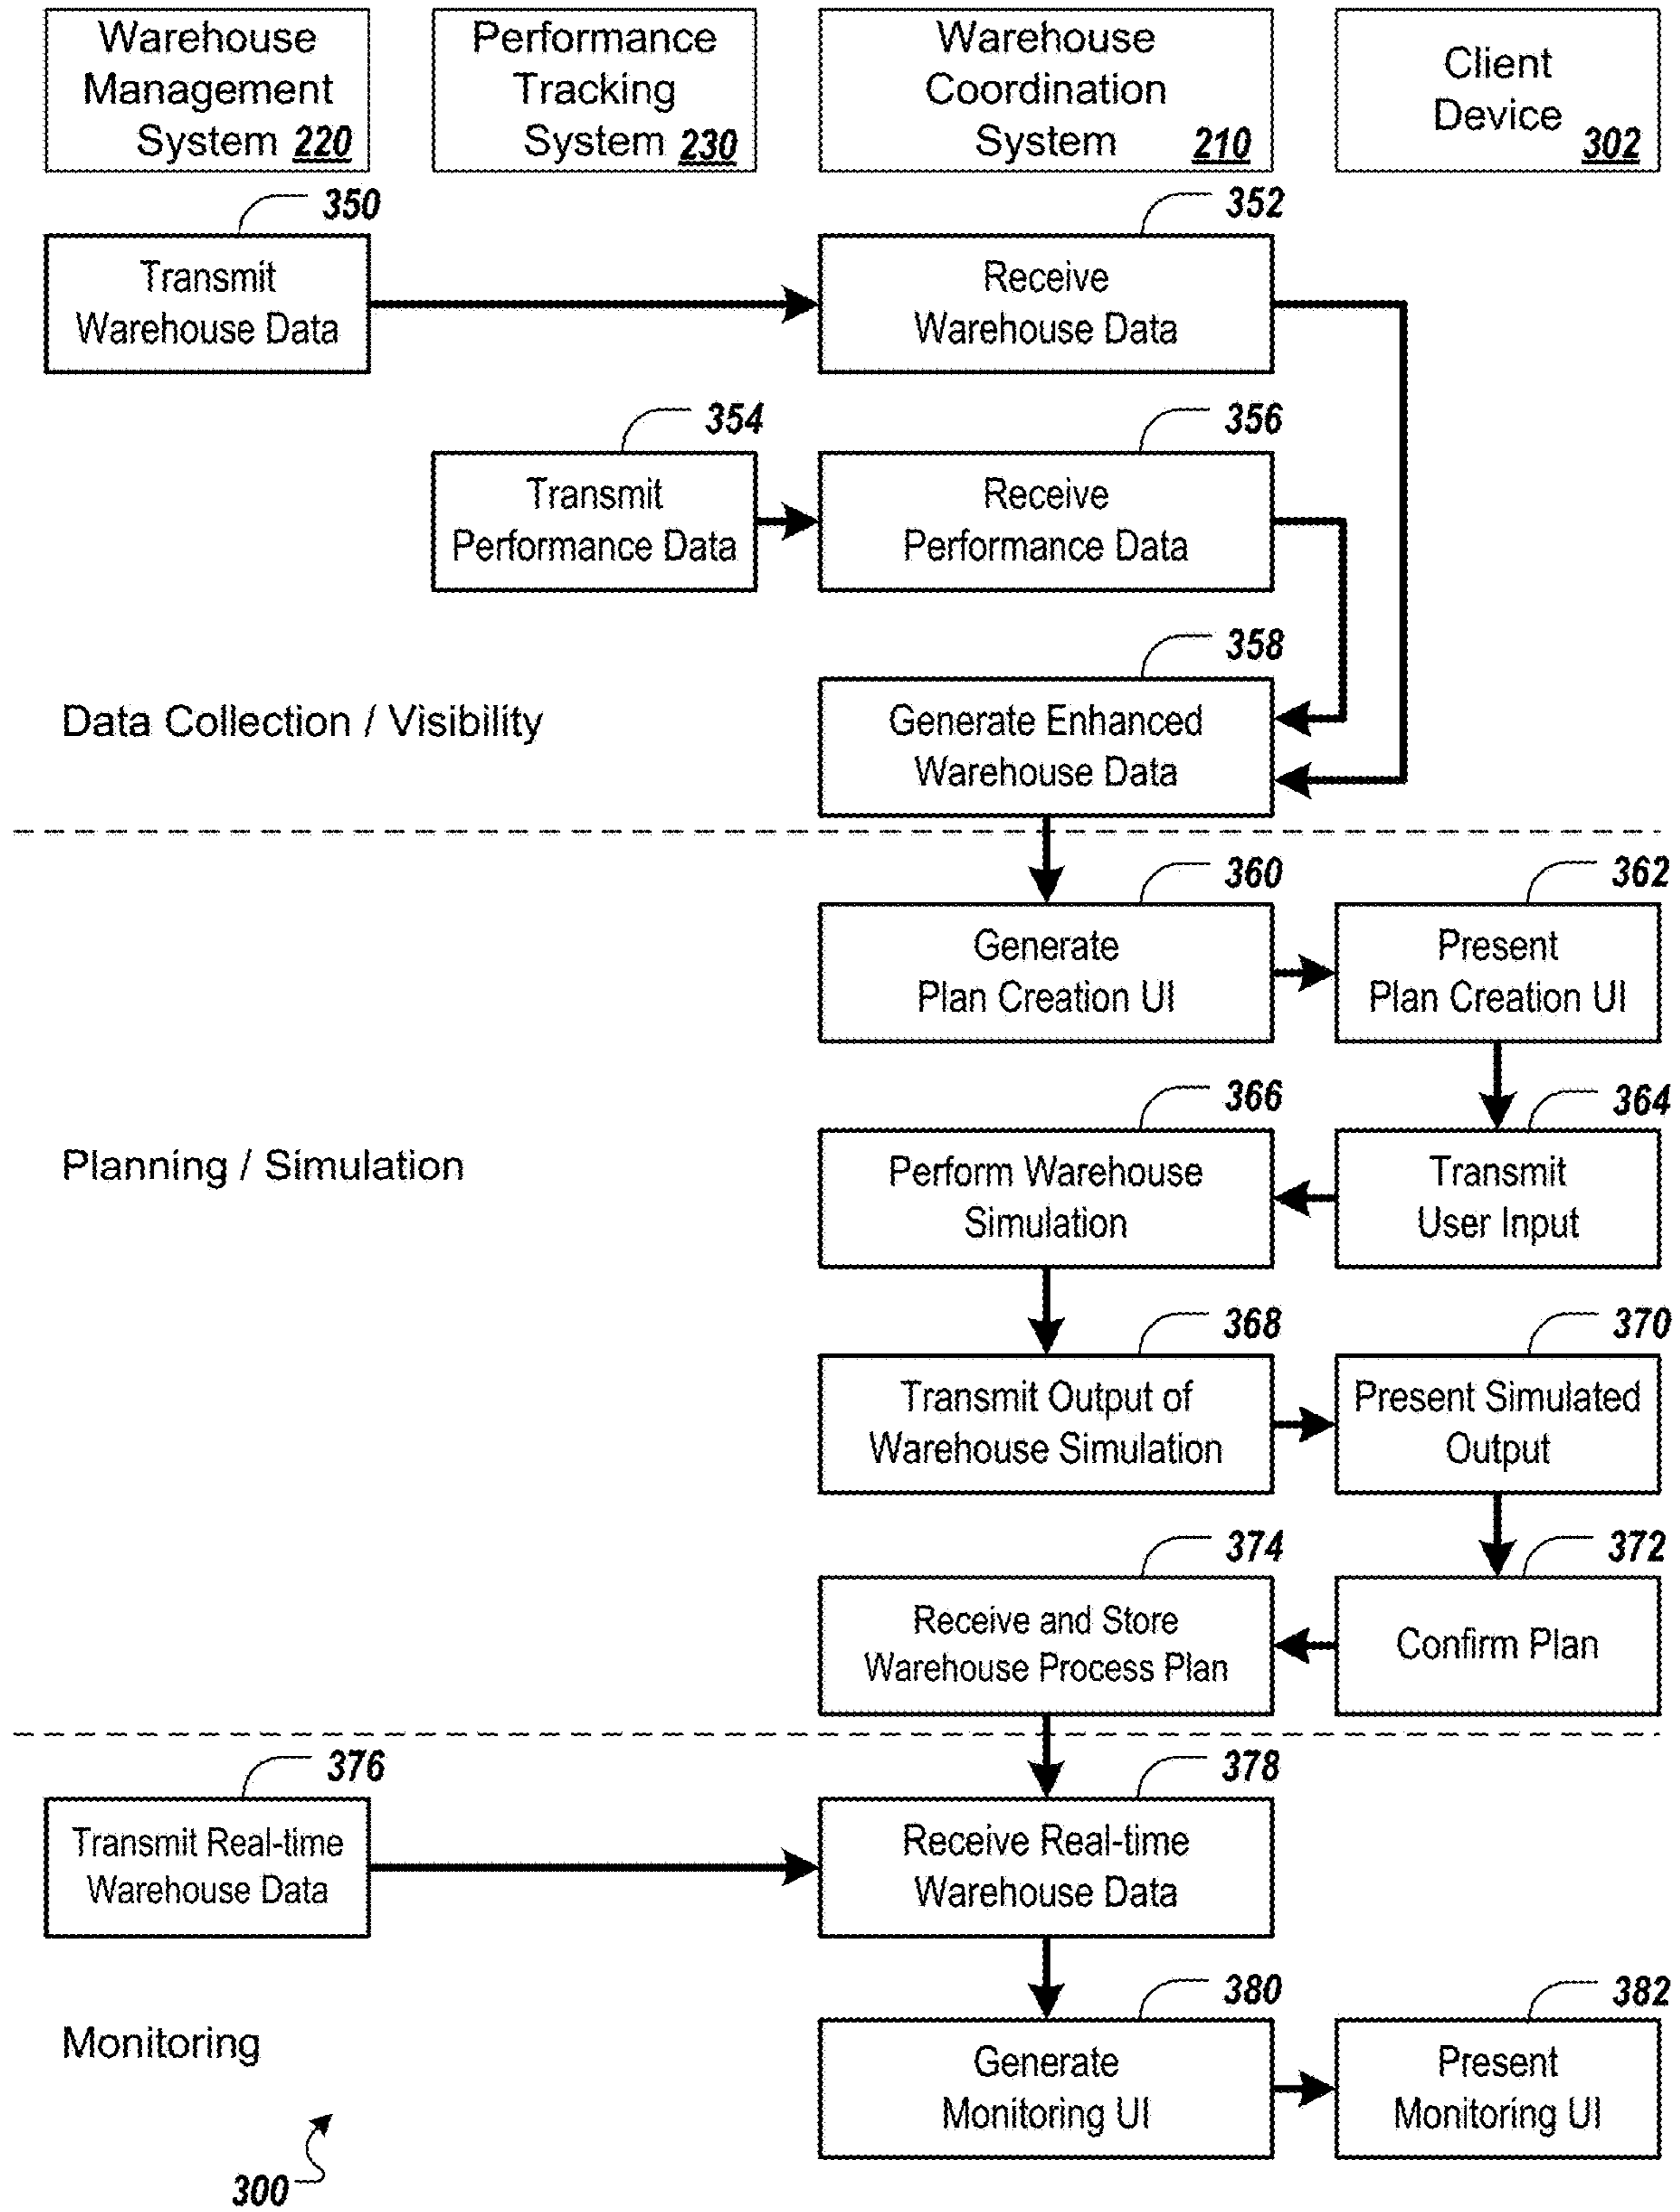 Warehouse
Management
System 220
Performance
Tracking
System 230
Warehouse
Coordination
System 210
Client
Device 302
350
Transmit
Warehouse Data
352
Receive
Warehouse Data
354
Transmit
Performance Data
356
Receive
Performance Data
358
Generate Enhanced
Warehouse Data
Data Collection / Visibility
360
Generate
Plan Creation UI
362
Present
Plan Creation UI
366
Perform Warehouse
Simulation
364
Transmit
User Input
Planning / Simulation
368
Transmit Output of
Warehouse Simulation
370
Present Simulated
Output
374
Receive and Store
Warehouse Process Plan
372
Confirm Plan
376
Transmit Real-time
Warehouse Data
378
Receive Real-time
Warehouse Data
380
Generate
Monitoring UI
382
Present
Monitoring UI
Monitoring
300